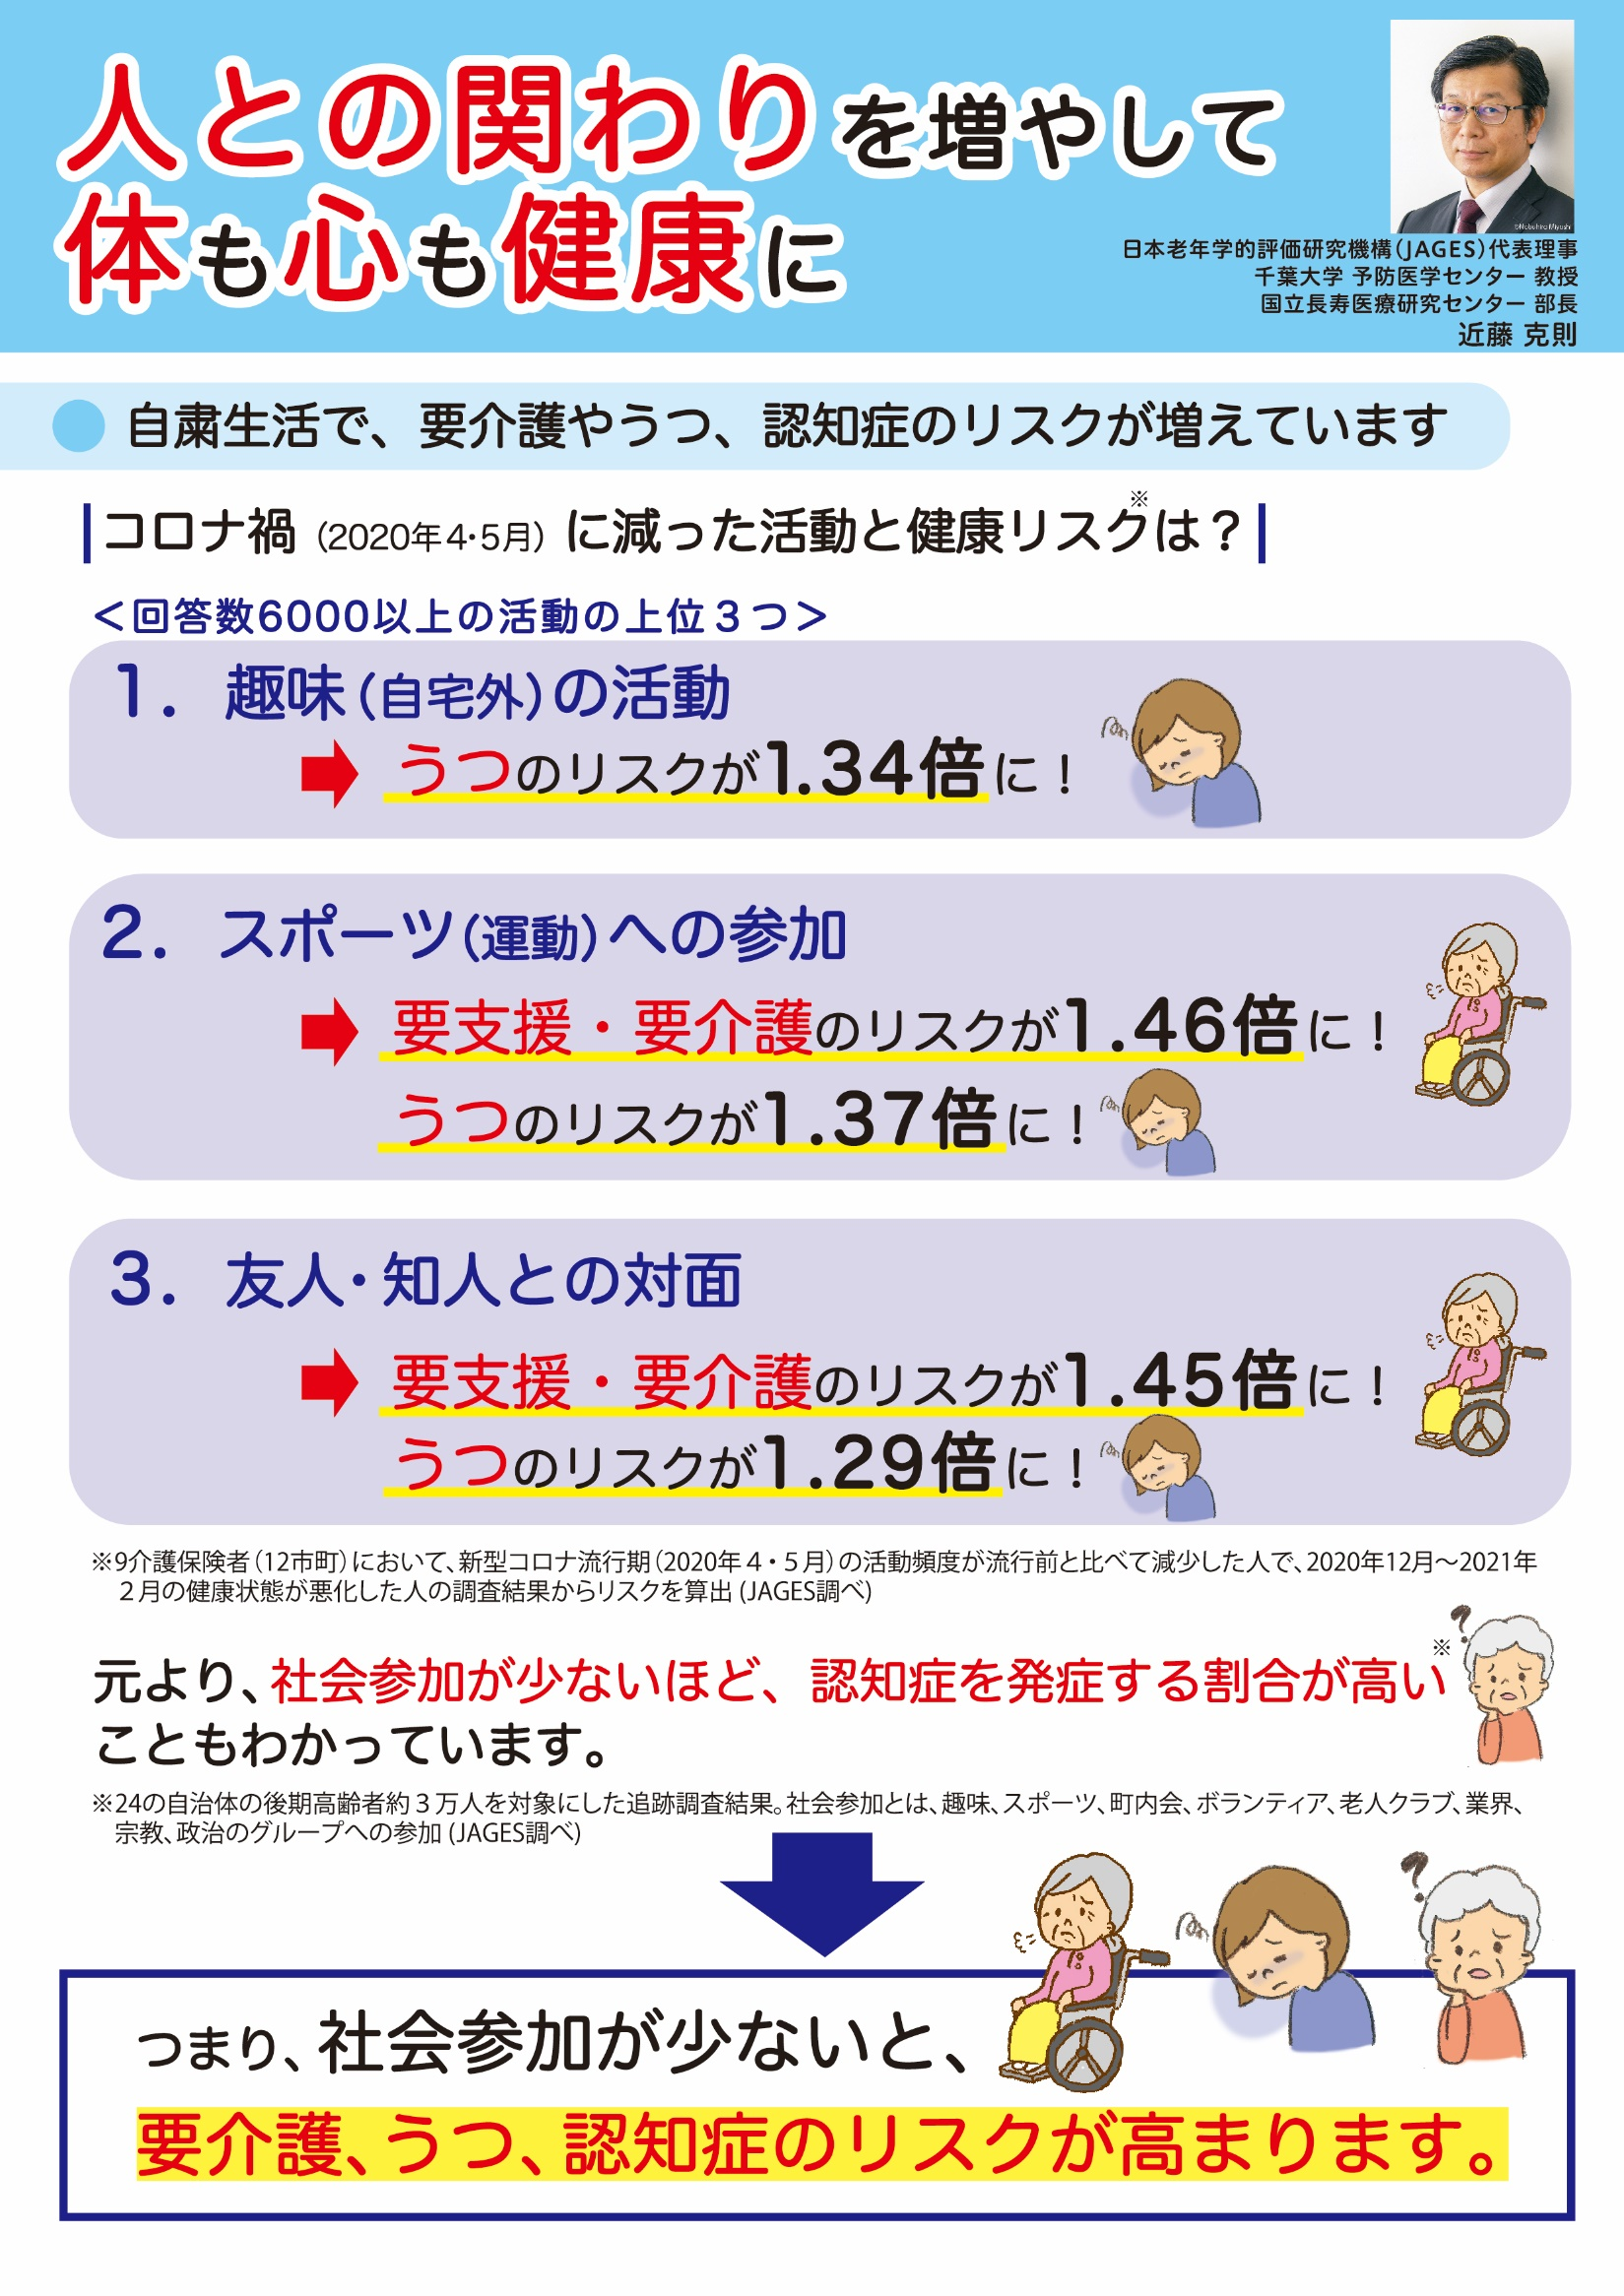 人との関わりを増やして
体も心も健康に
©Motohiro Miyoshi
日本老年学的評価研究機構(JAGES)代表理事
千葉大学 予防医学センター 教授
国立長寿医療研究センター 部長
近藤 克則
自粛生活で、要介護やうつ、認知症のリスクが増えています
コロナ禍（2020年4・5月）に減った活動と健康リスク※は？
＜回答数6000以上の活動の上位３つ＞
1. 趣味（自宅外）の活動
うつのリスクが1.34倍に！
2. スポーツ（運動）への参加
要支援・要介護のリスクが1.46倍に！
うつのリスクが1.37倍に！
3. 友人・知人との対面
要支援・要介護のリスクが1.45倍に！
うつのリスクが1.29倍に！
※9介護保険者（12市町）において、新型コロナ流行期（2020年４・５月）の活動頻度が流行前と比べて減少した人で、2020年12月～2021年
２月の健康状態が悪化した人の調査結果からリスクを算出 (JAGES調べ)
元より、社会参加が少ないほど、認知症を発症する割合が高い※
こともわかっています。
※24の自治体の後期高齢者約３万人を対象にした追跡調査結果。社会参加とは、趣味、スポーツ、町内会、ボランティア、老人クラブ、業界、
宗教、政治のグループへの参加 (JAGES調べ)
つまり、社会参加が少ないと、
要介護、うつ、認知症のリスクが高まります。